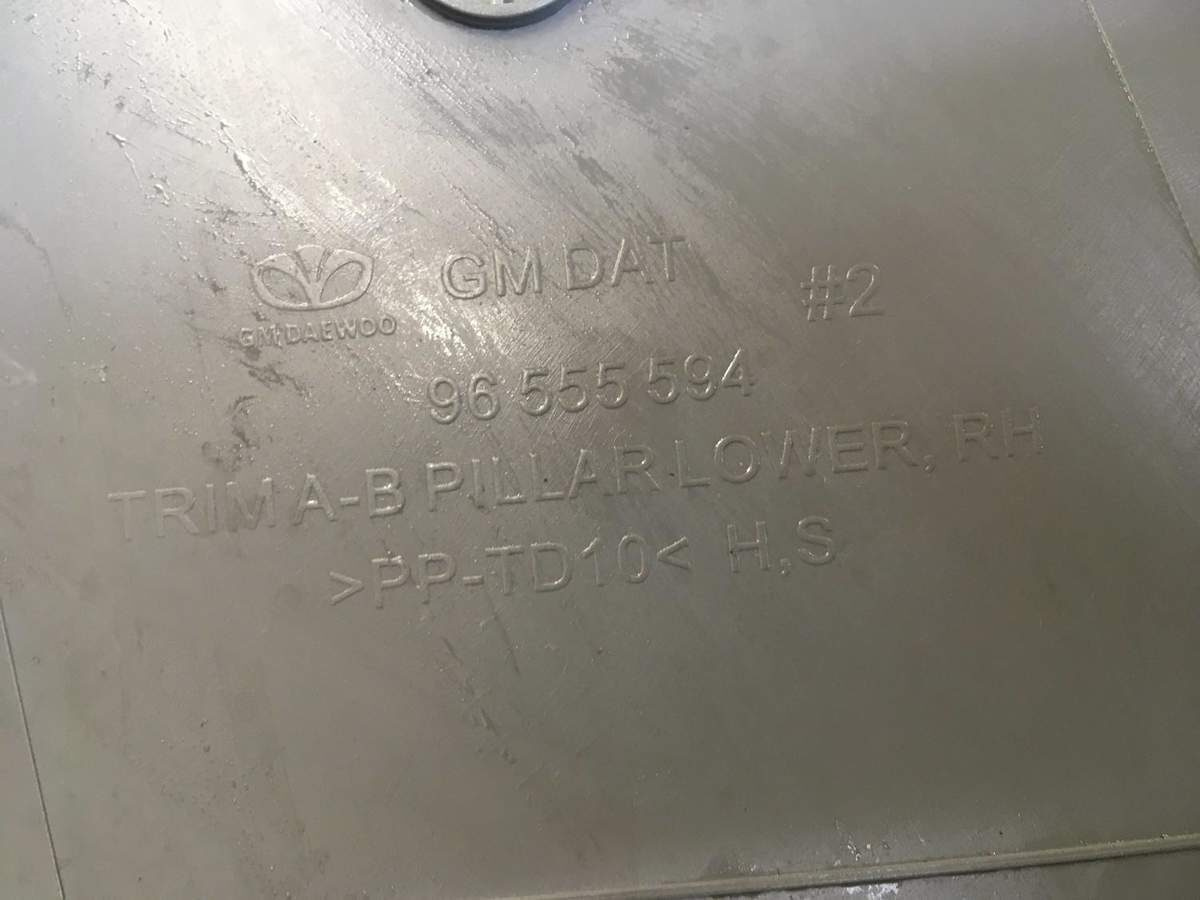 GM DAT #2
GM DAEWOO
96 555 594
TRIM A-B PILLAR LOWER, RH
>PP-TD10< H,S